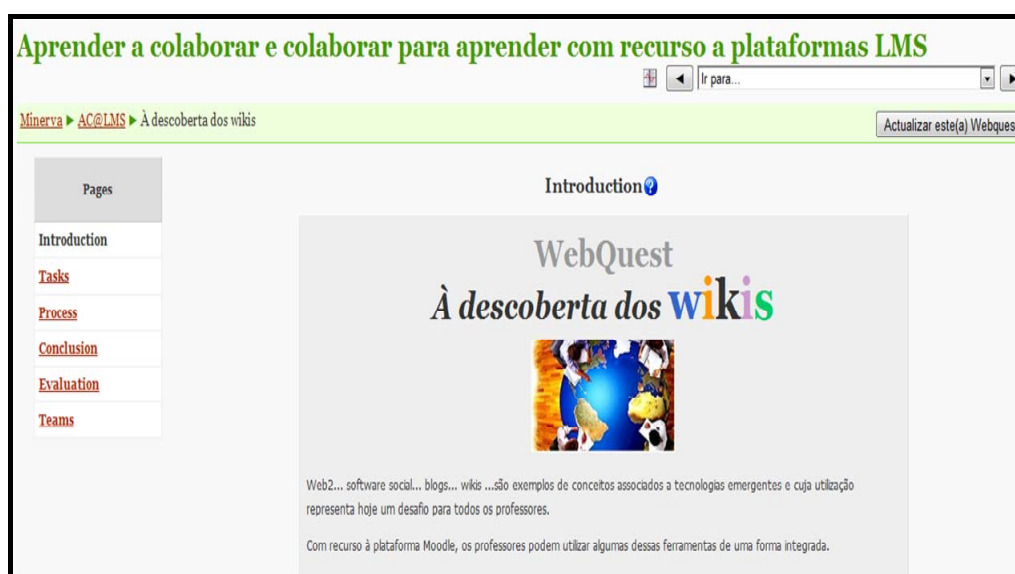 Aprender a colaborar e colaborar para aprender com recurso a plataformas LMS
Ir para...
Minerva ► AC@LMS ► À descoberta dos wikis
Actualizar este(a) Webques
Pages
Introduction
Tasks
Process
Conclusion
Evaluation
Teams
Introduction
WebQuest
À descoberta dos wikis
Web2... software social... blogs... wikis ...são exemplos de conceitos associados a tecnologias emergentes e cuja utilização
representa hoje um desafio para todos os professores.
Com recurso à plataforma Moodle, os professores podem utilizar algumas dessas ferramentas de uma forma integrada.